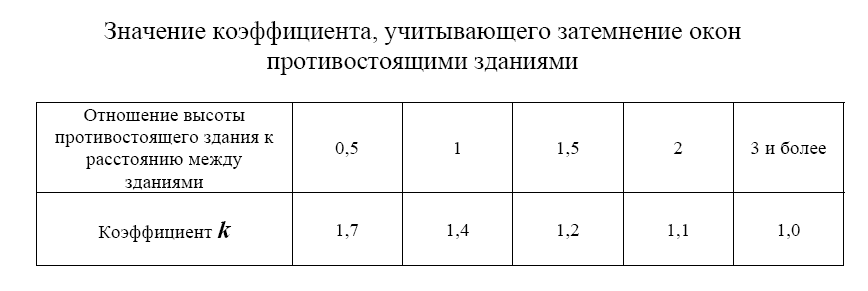 Значение коэффициента, учитывающего затемнение окон
противостоящими зданиями
Отношение высоты
противостоящего здания к
расстоянию между
зданиями
0,5
1
1,5
2
3 и более
Коэффициент k
1,7
1,4
1,2
1,1
1,0